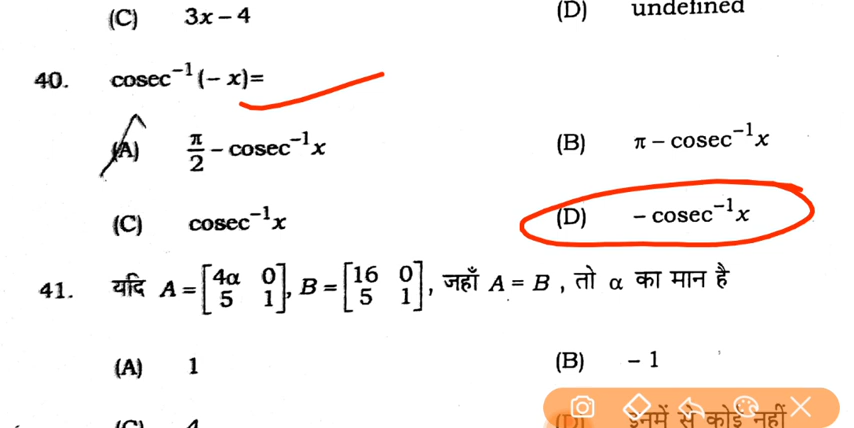 (C) 3x – 4 (D) undefined
40. cosec⁻¹(– x)=
(A) π/2 – cosec⁻¹x (B) π – cosec⁻¹x
(C) cosec⁻¹x (D) – cosec⁻¹x
41. यदि A = [4α 0; 5 1], B = [16 0; 5 1], जहाँ A = B , तो α का मान है
(A) 1 (B) – 1
(C) 4 (D) इनमें से कोई नहीं